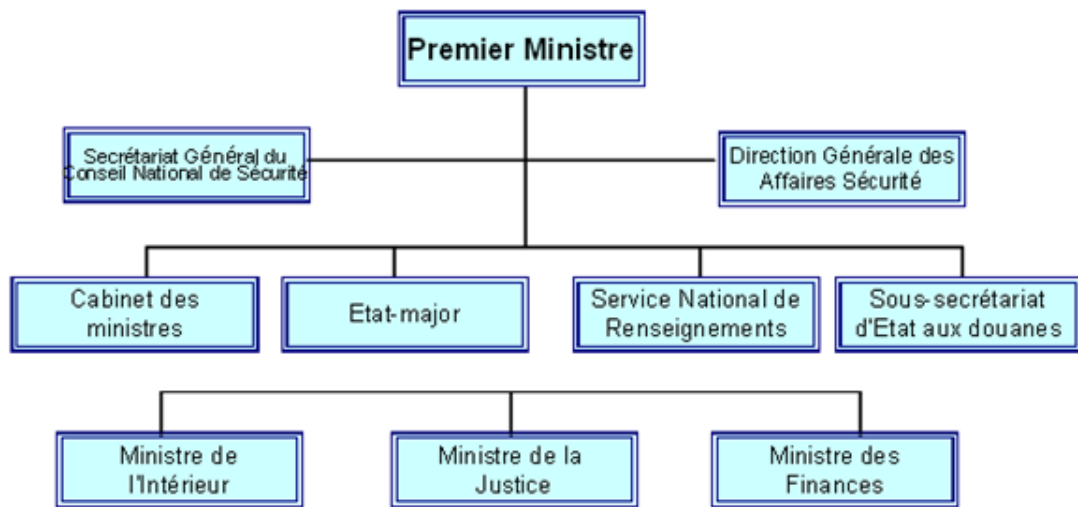 Premier Ministre
Secrétariat Général du
Conseil National de Sécurité
Direction Générale des
Affaires Sécurité
Cabinet des
ministres
Etat-major
Service National de
Renseignements
Sous-secrétariat
d'Etat aux douanes
Ministre de
l'Intérieur
Ministre de la
Justice
Ministre des
Finances